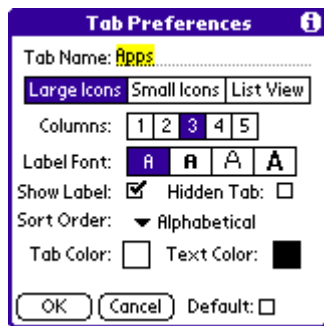 Tab Preferences i
Tab Name: Apps
Large Icons Small Icons List View
Columns: 1 2 3 4 5
Label Font: A A A A
Show Label: Hidden Tab:
Sort Order: Alphabetical
Tab Color: Text Color:
OK Cancel Default: